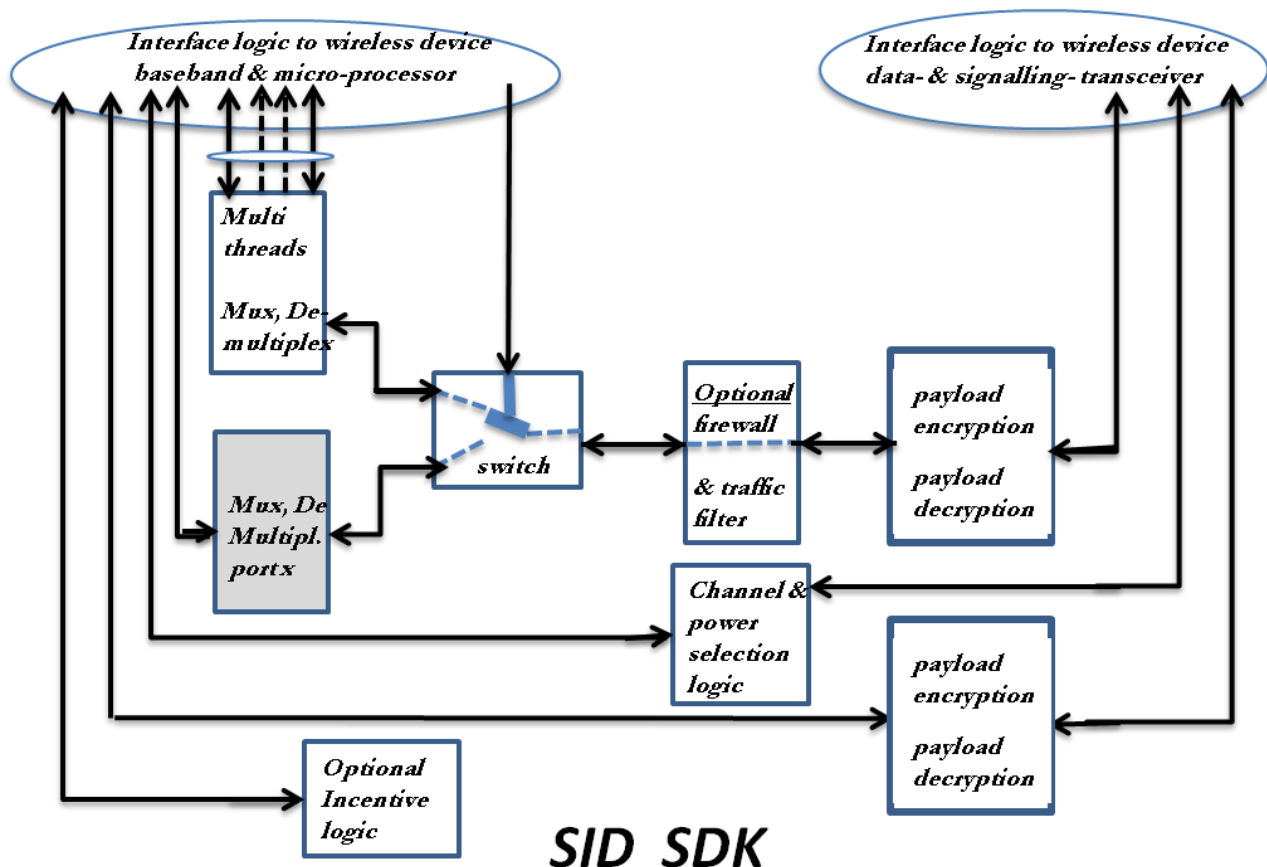 Interface logic to wireless device
baseband & micro-processor
Interface logic to wireless device
data- & signalling- transceiver
Multi
threads
Mux, De-
multiplex
switch
Optional
firewall
& traffic
filter
payload
encryption
payload
decryption
Mux, De
Multipl.
portx
Channel &
power
selection
logic
payload
encryption
payload
decryption
Optional
Incentive
logic
SID SDK